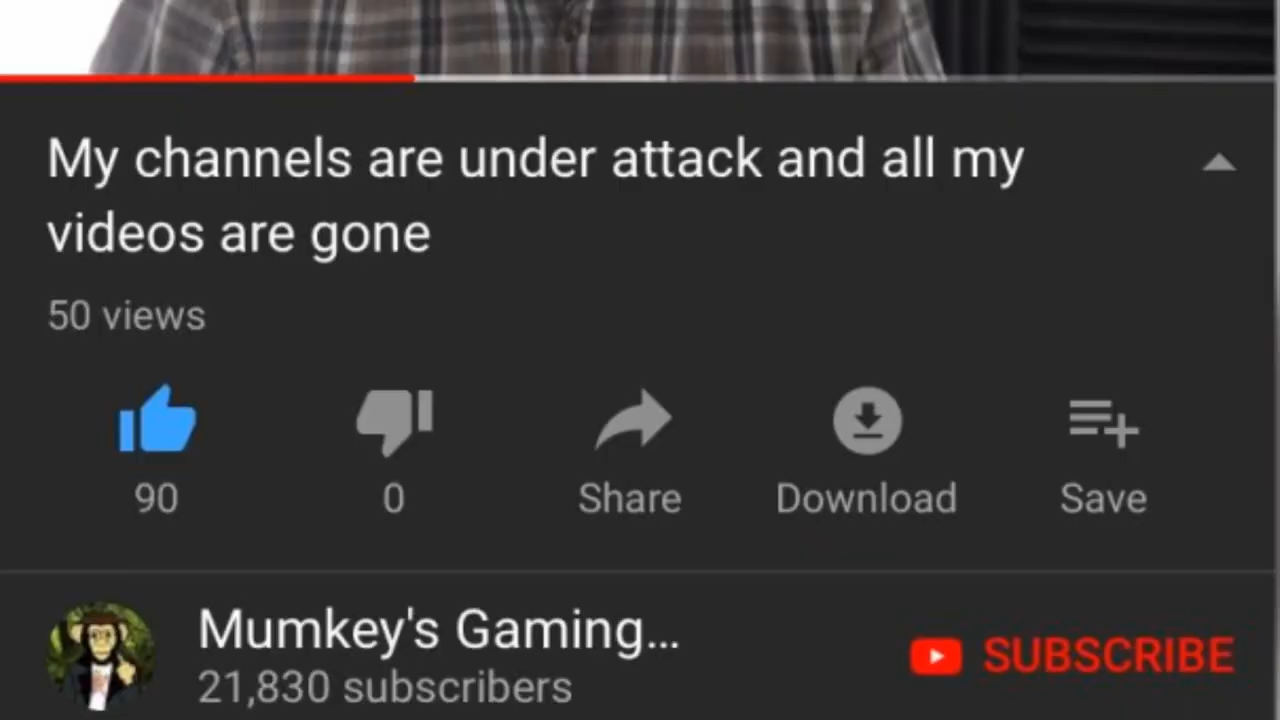 My channels are under attack and all my
videos are gone
50 views
90 0 Share Download Save
Mumkey's Gaming...
21,830 subscribers
SUBSCRIBE